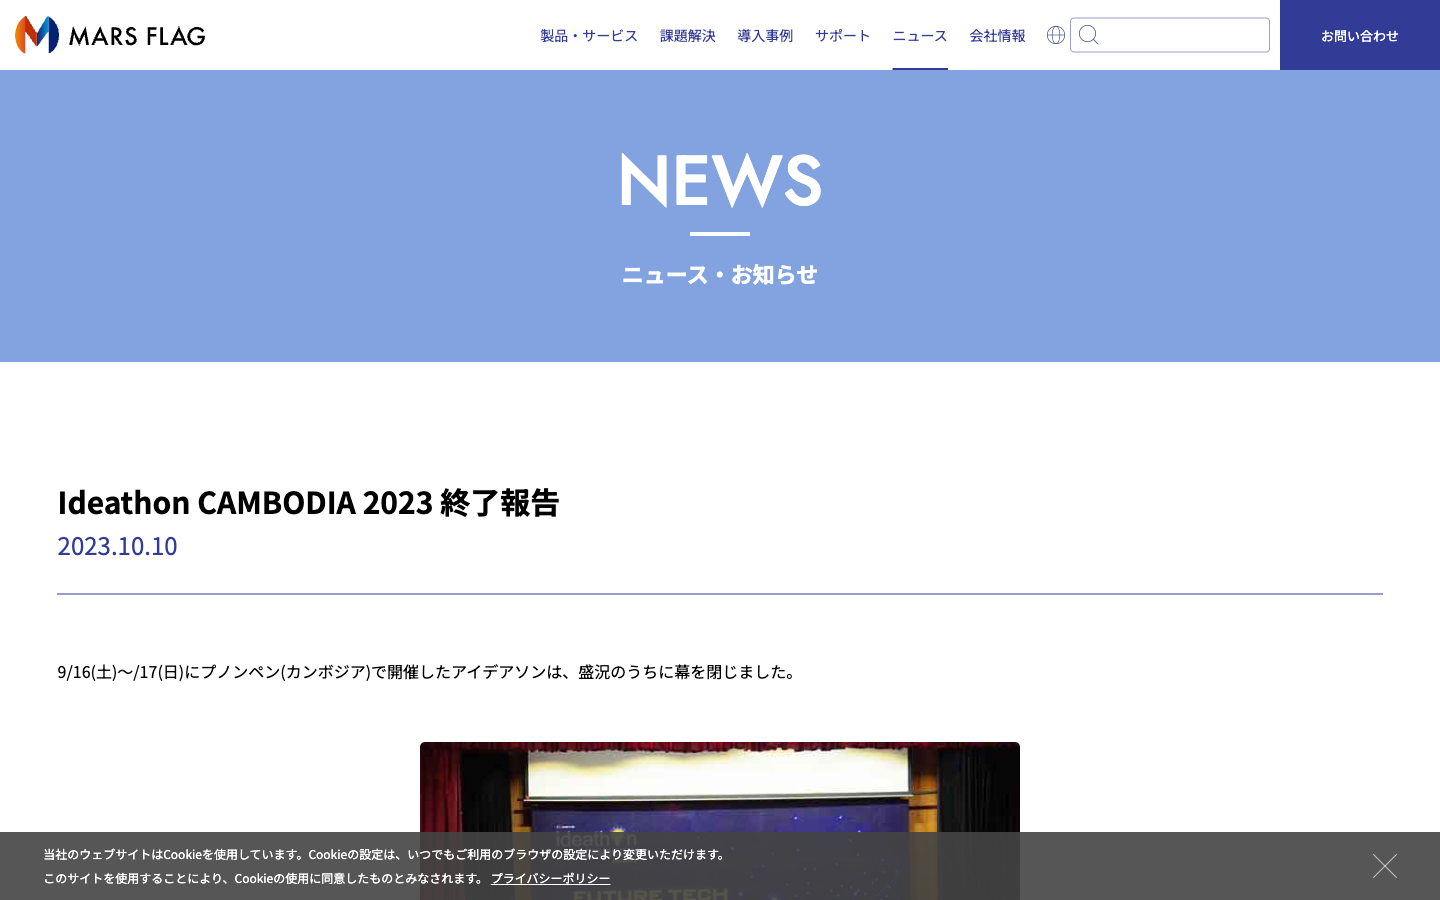 MARS FLAG
製品・サービス 課題解決 導入事例 サポート ニュース 会社情報
お問い合わせ
NEWS
ニュース・お知らせ
Ideathon CAMBODIA 2023 終了報告
2023.10.10
9/16(土)〜/17(日)にプノンペン(カンボジア)で開催したアイデアソンは、盛況のうちに幕を閉じました。
ideathon
FUTURE TECH
当社のウェブサイトはCookieを使用しています。Cookieの設定は、いつでもご利用のブラウザの設定により変更いただけます。
このサイトを使用することにより、Cookieの使用に同意したものとみなされます。 プライバシーポリシー